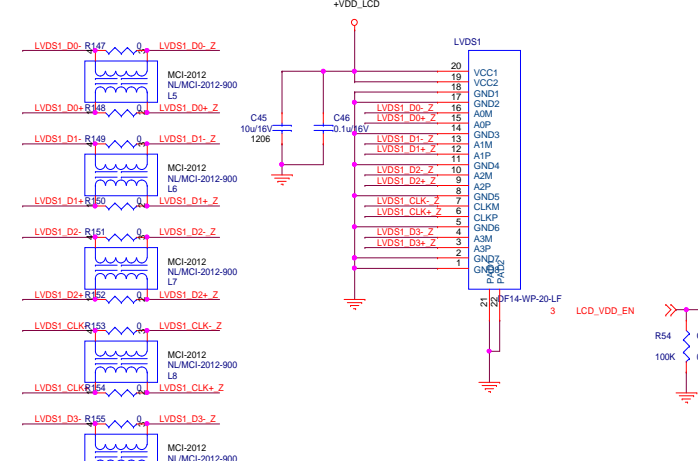 +VDD_LCD
LVDS1_D0- R147 0 LVDS1_D0-_Z
MCI-2012
NL/MCI-2012-900
L5
LVDS1_D0+ R148 0 LVDS1_D0+_Z
LVDS1_D1- R149 0 LVDS1_D1-_Z
MCI-2012
NL/MCI-2012-900
L6
LVDS1_D1+ R150 0 LVDS1_D1+_Z
LVDS1_D2- R151 0 LVDS1_D2-_Z
MCI-2012
NL/MCI-2012-900
L7
LVDS1_D2+ R152 0 LVDS1_D2+_Z
LVDS1_CLK- R153 0 LVDS1_CLK-_Z
MCI-2012
NL/MCI-2012-900
L8
LVDS1_CLK+ R154 0 LVDS1_CLK+_Z
LVDS1_D3- R155 0 LVDS1_D3-_Z
MCI-2012
NL/MCI-2012-900
C45
10u/16V
1206
C46
0.1u/16V
LVDS1
20 VCC1
19 VCC2
18 GND1
17 GND2
LVDS1_D0-_Z 16 A0M
LVDS1_D0+_Z 15 A0P
14 GND3
LVDS1_D1-_Z 13 A1M
LVDS1_D1+_Z 12 A1P
11 GND4
LVDS1_D2-_Z 10 A2M
LVDS1_D2+_Z 9 A2P
8 GND5
LVDS1_CLK-_Z 7 CLKM
LVDS1_CLK+_Z 6 CLKP
5 GND6
LVDS1_D3-_Z 4 A3M
LVDS1_D3+_Z 3 A3P
2 GND7
1 GND8
PAD1
PAD2
21
22
DF14-WP-20-LF
3 LCD_VDD_EN
R54
100K